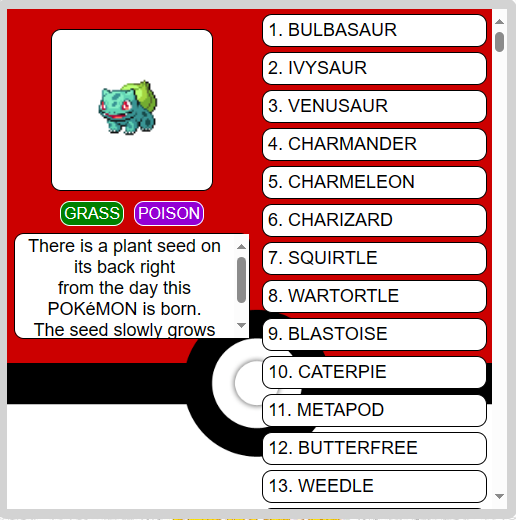 GRASS POISON
There is a plant seed on
its back right
from the day this
POKéMON is born.
The seed slowly grows
1. BULBASAUR
2. IVYSAUR
3. VENUSAUR
4. CHARMANDER
5. CHARMELEON
6. CHARIZARD
7. SQUIRTLE
8. WARTORTLE
9. BLASTOISE
10. CATERPIE
11. METAPOD
12. BUTTERFREE
13. WEEDLE